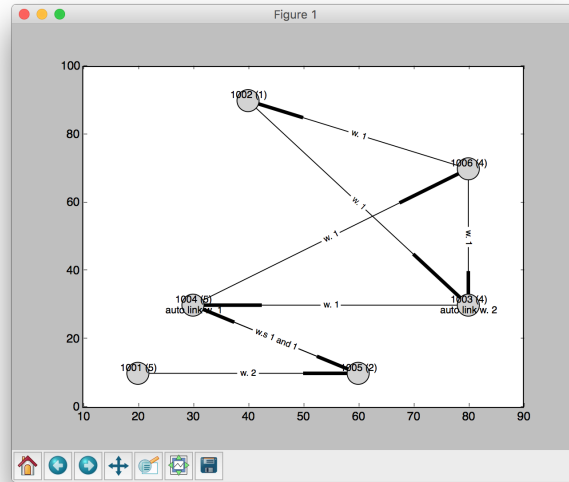 Figure 1
100
80
60
40
20
0
10
20
30
40
50
60
70
80
90
1002 (1)
w. 1
1006 (4)
w. 1
w. 1
w. 1
1004 (5)
auto link w. 1
w. 1
1003 (4)
auto link w. 2
w.s 1 and 1
1001 (5)
w. 2
1005 (2)